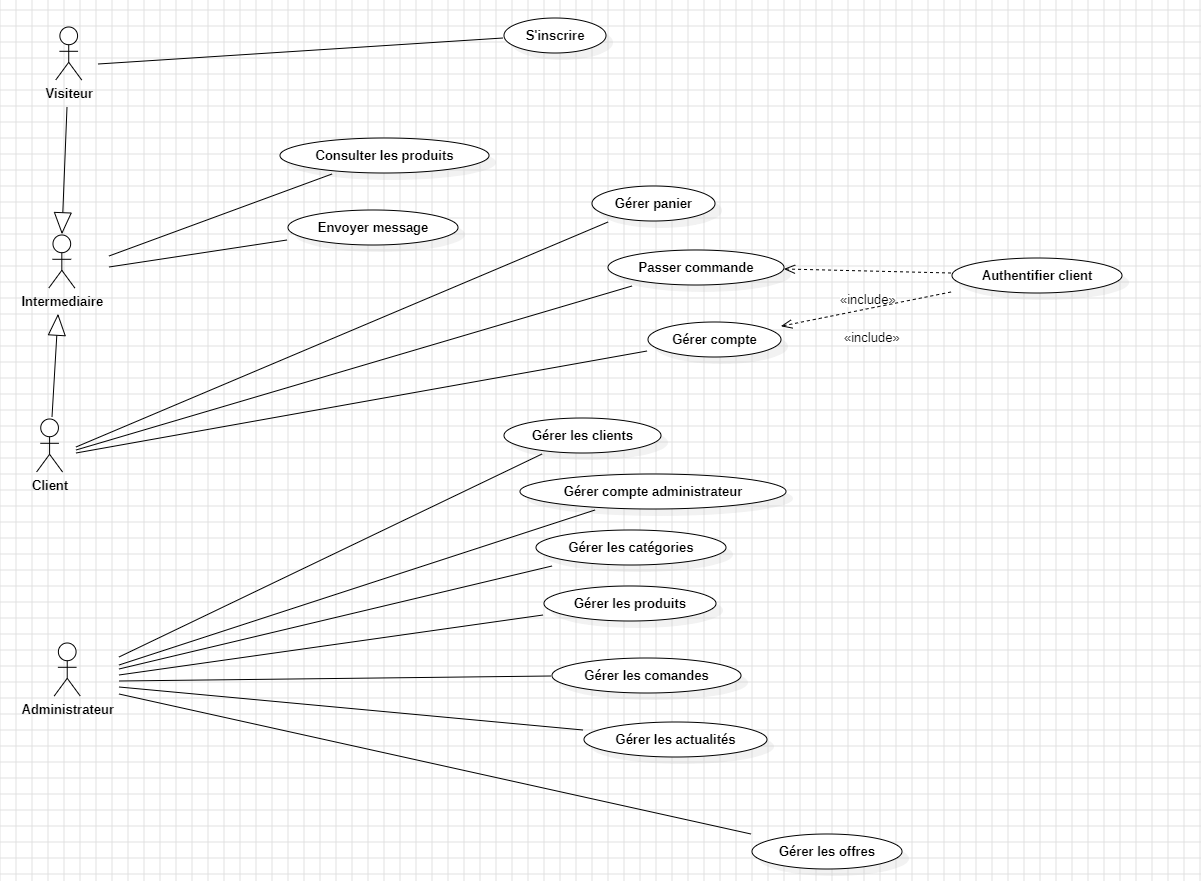 S'inscrire
Visiteur
Consulter les produits
Gérer panier
Envoyer message
Passer commande
Authentifier client
Intermediaire
«include»
Gérer compte
«include»
Gérer les clients
Client
Gérer compte administrateur
Gérer les catégories
Gérer les produits
Gérer les comandes
Administrateur
Gérer les actualités
Gérer les offres